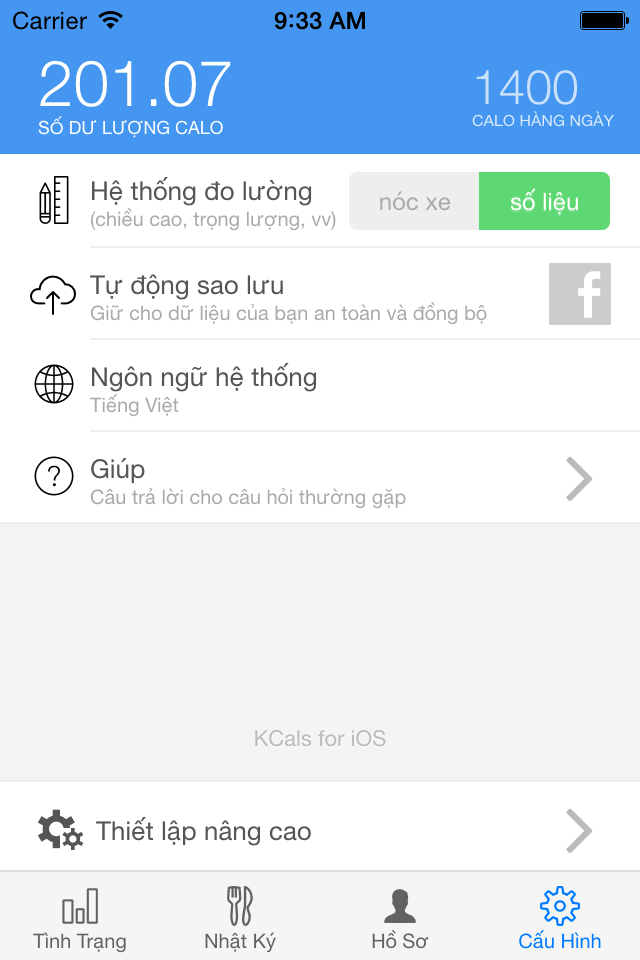 Carrier 9:33 AM
201.07
1400
SỐ DƯ LƯỢNG CALO
CALO HÀNG NGÀY
Hệ thống đo lường
(chiều cao, trọng lượng, vv)
nóc xe
số liệu
Tự động sao lưu
Giữ cho dữ liệu của bạn an toàn và đồng bộ
f
Ngôn ngữ hệ thống
Tiếng Việt
?
Giúp
Câu trả lời cho câu hỏi thường gặp
KCals for iOS
Thiết lập nâng cao
Tình Trạng
Nhật Ký
Hồ Sơ
Cấu Hình